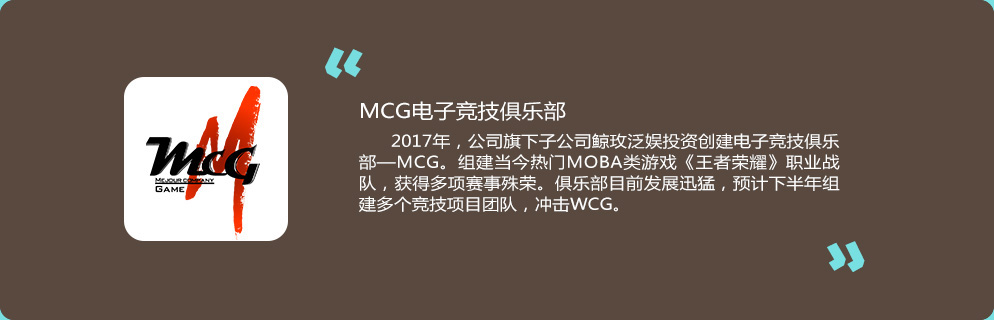 McG
MEJOUR COMPANY
GAME
MCG电子竞技俱乐部
2017年，公司旗下子公司鲸玫泛娱投资创建电子竞技俱乐
部—MCG。组建当今热门MOBA类游戏《王者荣耀》职业战
队，获得多项赛事殊荣。俱乐部目前发展迅猛，预计下半年组
建多个竞技项目团队，冲击WCG。